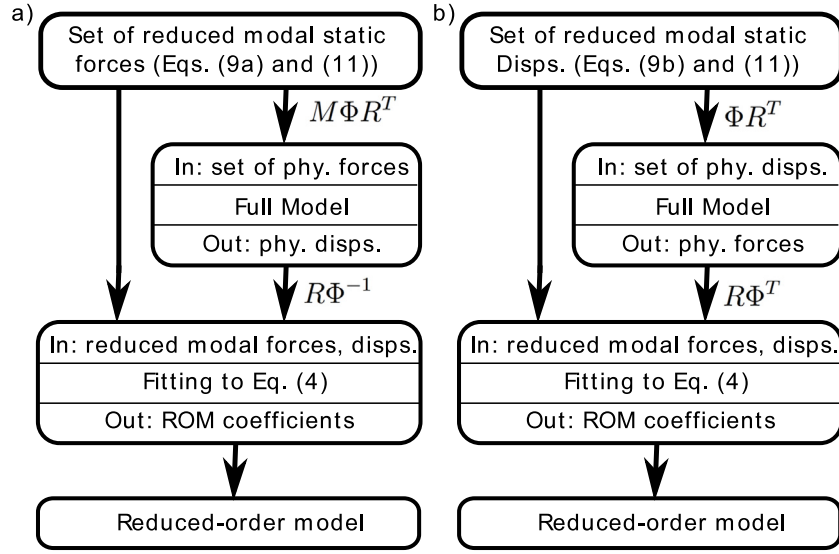 a)
Set of reduced modal static
forces (Eqs. (9a) and (11))
MΦR^T
In: set of phy. forces
Full Model
Out: phy. disps.
RΦ^{-1}
In: reduced modal forces, disps.
Fitting to Eq. (4)
Out: ROM coefficients
Reduced-order model
b)
Set of reduced modal static
Disps. (Eqs. (9b) and (11))
ΦR^T
In: set of phy. disps.
Full Model
Out: phy. forces
RΦ^T
In: reduced modal forces, disps.
Fitting to Eq. (4)
Out: ROM coefficients
Reduced-order model